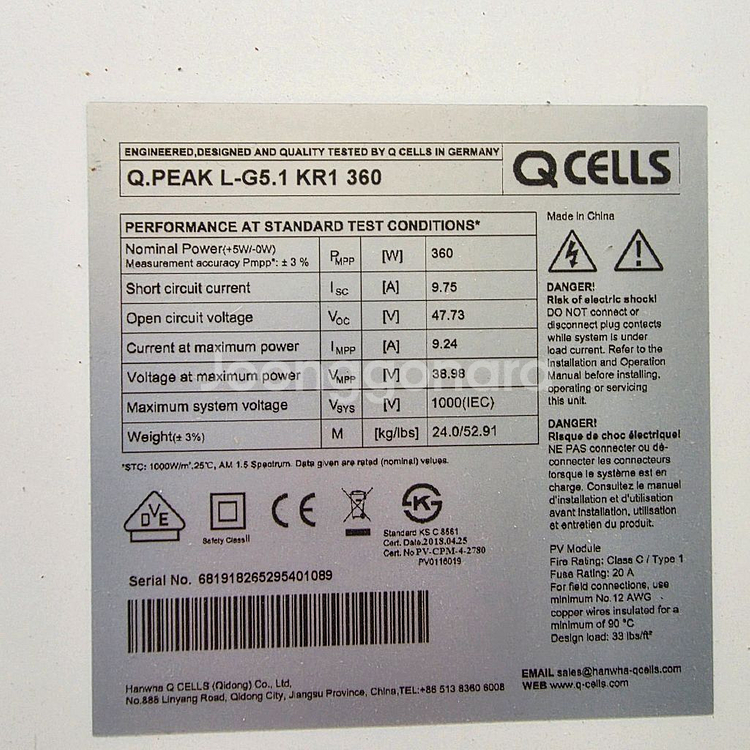 ENGINEERED,DESIGNED AND QUALITY TESTED BY Q CELLS IN GERMANY
Q.PEAK L-G5.1 KR1 360
Q CELLS
PERFORMANCE AT STANDARD TEST CONDITIONS*
Nominal Power(+5W/-0W)
Measurement accuracy Pmpp*: ± 3 % PMPP [W] 360
Short circuit current ISC [A] 9.75
Open circuit voltage VOC [V] 47.73
Current at maximum power IMPP [A] 9.24
Voltage at maximum power VMPP [V] 38.98
Maximum system voltage VSYS [V] 1000(IEC)
Weight(± 3%) M [kg/lbs] 24.0/52.91
*STC: 1000W/m²,25℃, AM 1.5 Spectrum. Data given are rated (nominal) values.
Joonggonara
DVE
Safety Class II
CE
K
Standard KS C 8561
Cert. Date.2018.04.25
Cert. No PV-CPM-4-2780
PV0116019
Serial No. 681918265295401089
Hanwha Q CELLS (Qidong) Co., Ltd,
No.888 Linyang Road, Qidong City, Jiangsu Province, China,TEL:+86 513 8360 6008
Made in China
DANGER!
Risk of electric shock!
DO NOT connect or
disconnect plug contacts
while system is under
load current. Refer to the
Installation and Operation
Manual before installing,
operating or servicing
this unit.
DANGER!
Risque de choc électrique!
NE PAS connecter ou dé-
connecter les connecteurs
lorsque le système est en
charge. Consultez le manuel
d'installation et d'utilisation
avant installation, utilisation
et entretien du produit.
PV Module
Fire Rating: Class C / Type 1
Fuse Rating: 20 A
For field connections, use
minimum No.12 AWG
copper wires insulated for a
minimum of 90 °C
Design load: 33 lbs/ft²
EMAIL sales@hanwha-qcells.com
WEB www.q-cells.com